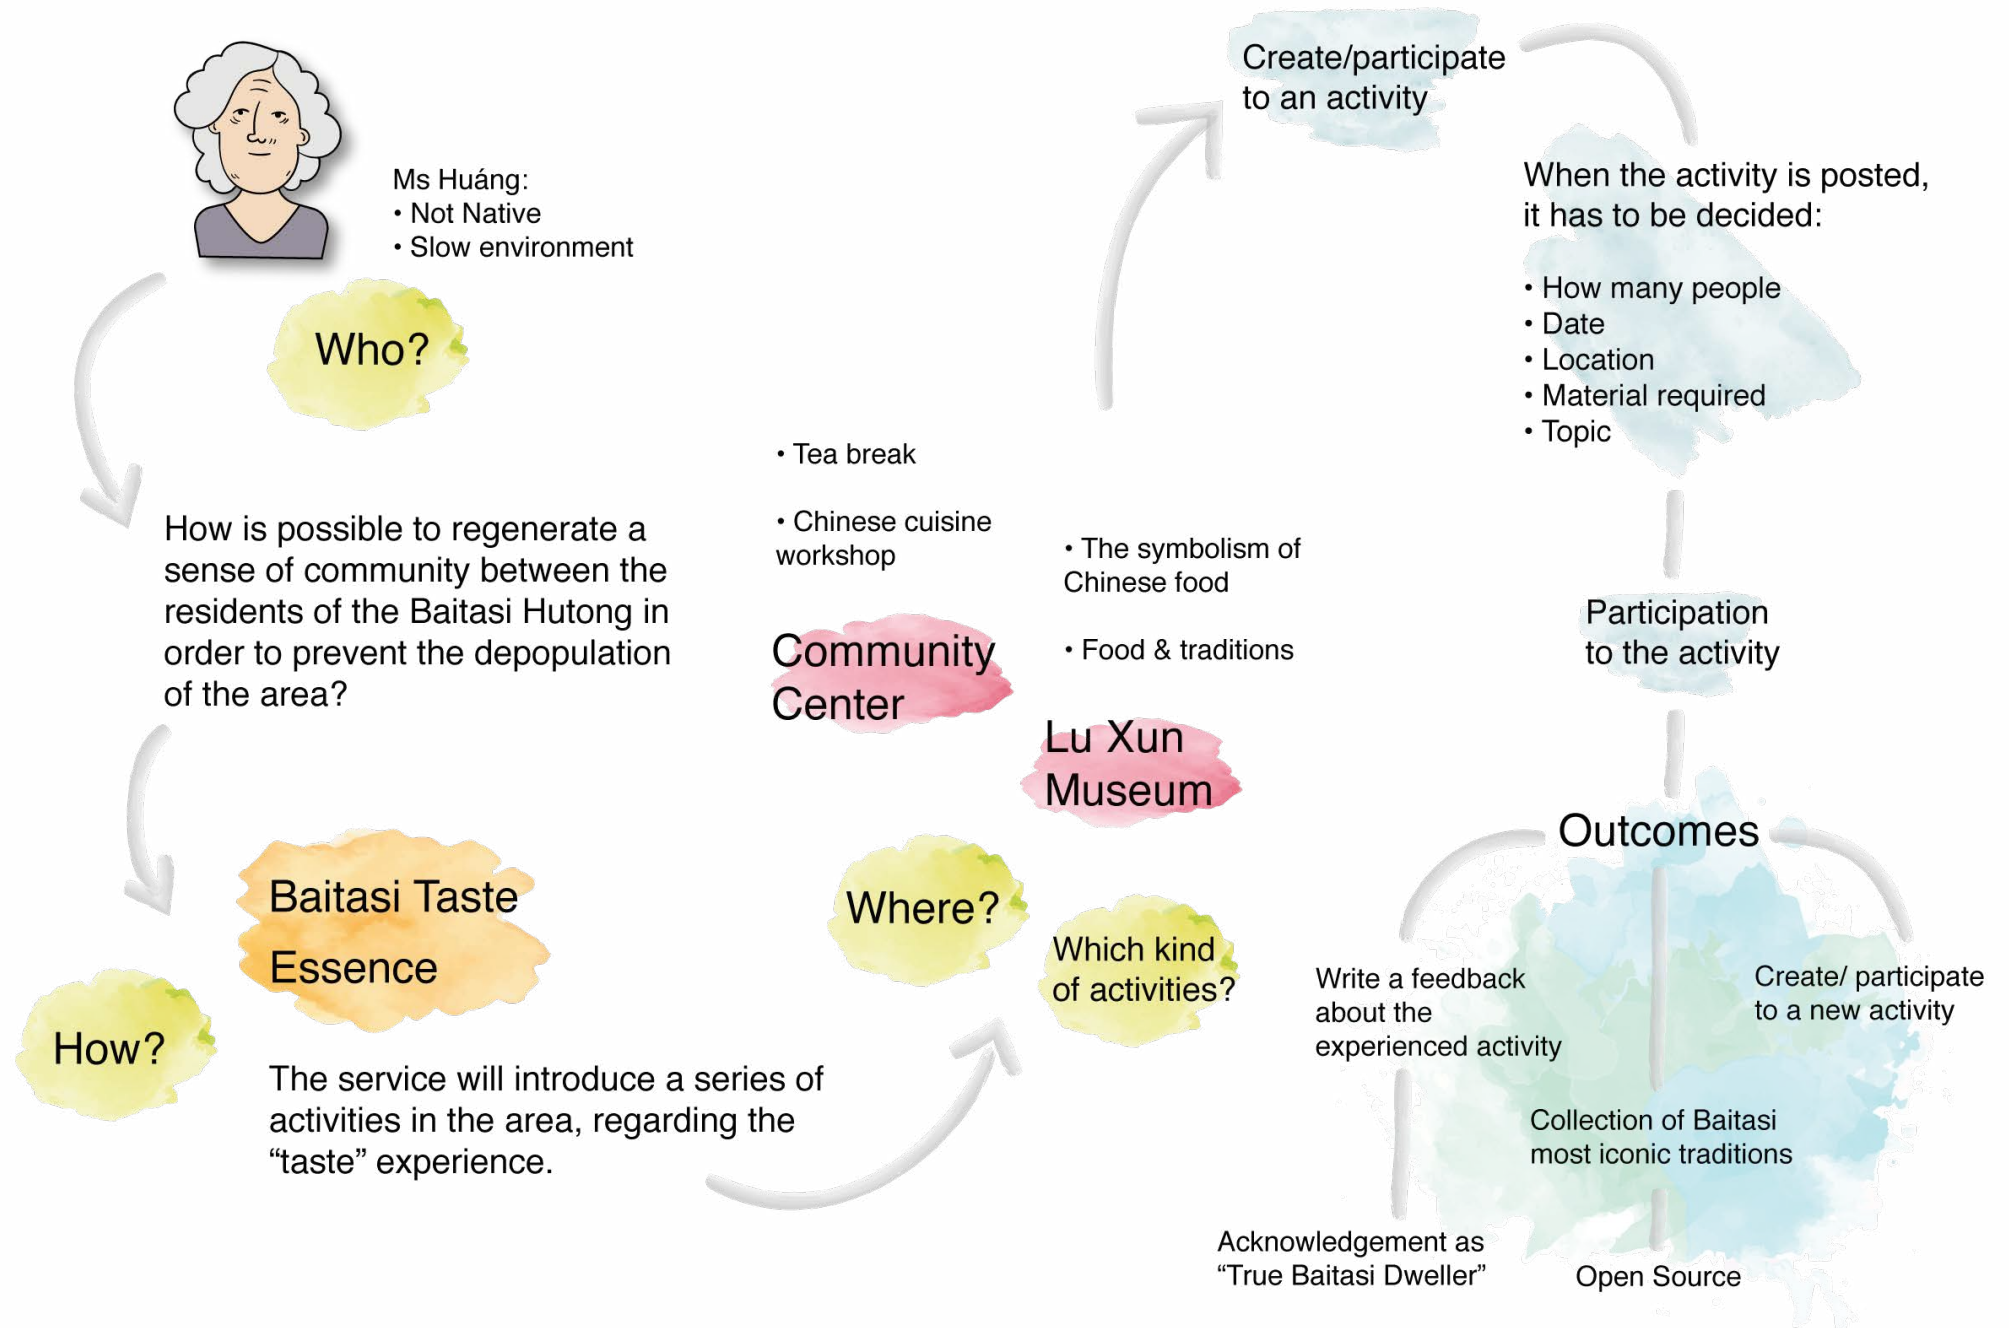 Ms Huáng:
• Not Native
• Slow environment
Who?
How is possible to regenerate a
sense of community between the
residents of the Baitasi Hutong in
order to prevent the depopulation
of the area?
Baitasi Taste
Essence
How?
The service will introduce a series of
activities in the area, regarding the
“taste” experience.
• Tea break
• Chinese cuisine
workshop
Community
Center
• The symbolism of
Chinese food
• Food & traditions
Lu Xun
Museum
Where?
Which kind
of activities?
Create/participate
to an activity
When the activity is posted,
it has to be decided:
• How many people
• Date
• Location
• Material required
• Topic
Participation
to the activity
Outcomes
Write a feedback
about the
experienced activity
Acknowledgement as
“True Baitasi Dweller”
Collection of Baitasi
most iconic traditions
Open Source
Create/ participate
to a new activity